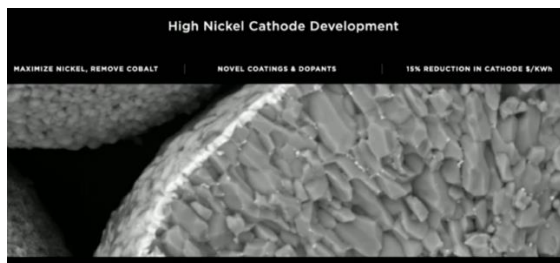 High Nickel Cathode Development
MAXIMIZE NICKEL, REMOVE COBALT
NOVEL COATINGS & DOPANTS
15% REDUCTION IN CATHODE $/KWh